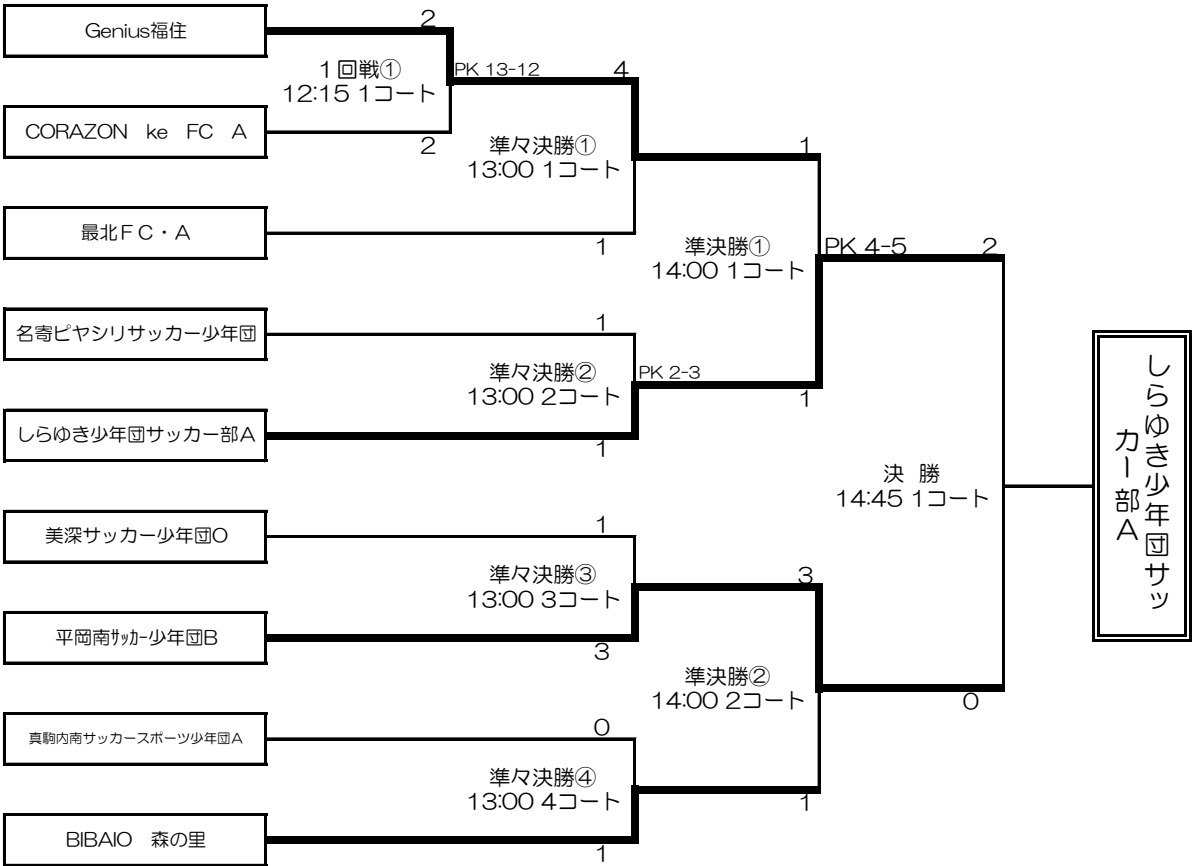 Genius福住
2
1回戦①
12:15 1コート
PK 13-12
4
CORAZON ke FC A
2
準々決勝①
13:00 1コート
1
最北FC・A
1
準決勝①
14:00 1コート
PK 4-5
2
名寄ピヤシリサッカー少年団
1
準々決勝②
13:00 2コート
PK 2-3
1
しらゆき少年団サッカー部A
1
決 勝
14:45 1コート
しらゆき少年団サッ
カー部A
美深サッカー少年団O
1
準々決勝③
13:00 3コート
3
平岡南サッカー少年団B
3
準決勝②
14:00 2コート
0
真駒内南サッカースポーツ少年団A
0
準々決勝④
13:00 4コート
1
BIBAIO 森の里
1